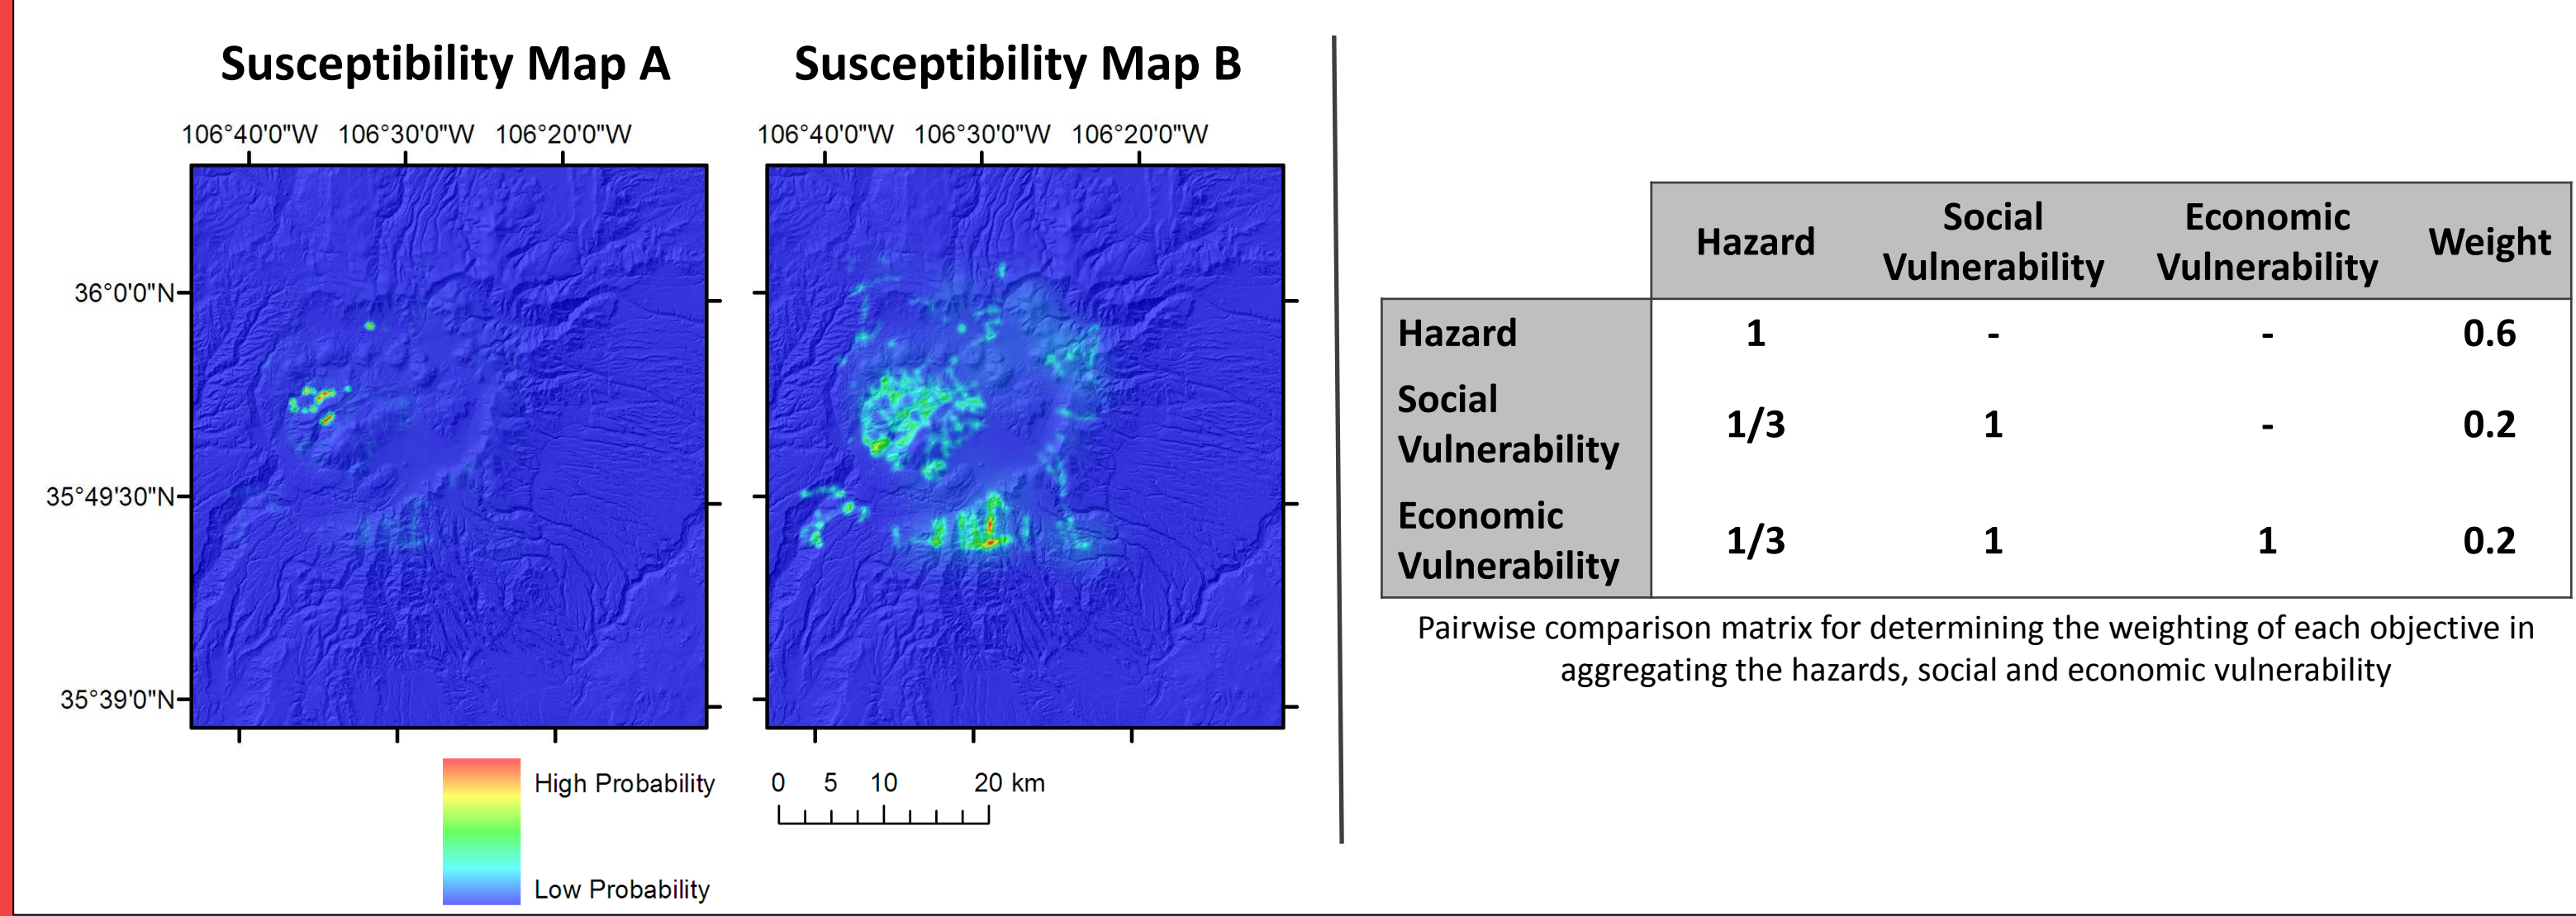 Susceptibility Map A
Susceptibility Map B
106°40'0"W 106°30'0"W 106°20'0"W
106°40'0"W 106°30'0"W 106°20'0"W
36°0'0"N
35°49'30"N
35°39'0"N
High Probability
Low Probability
0 5 10 20 km
Hazard
Social
Vulnerability
Economic
Vulnerability
Weight
Hazard 1 - - 0.6
Social
Vulnerability
1/3 1 - 0.2
Economic
Vulnerability
1/3 1 1 0.2
Pairwise comparison matrix for determining the weighting of each objective in
aggregating the hazards, social and economic vulnerability